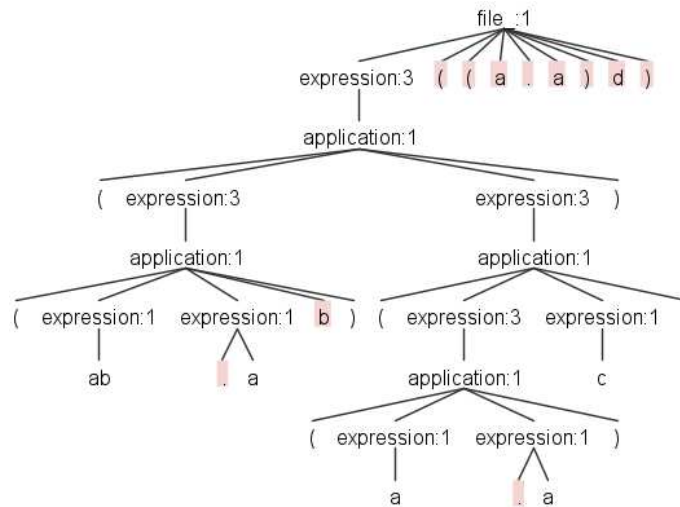 file_:1
expression:3 ( ( a . a ) d )
application:1
( expression:3 expression:3 )
application:1 application:1
( expression:1 expression:1 b ) ( expression:3 expression:1
ab . a application:1 c
( expression:1 expression:1 )
a . a